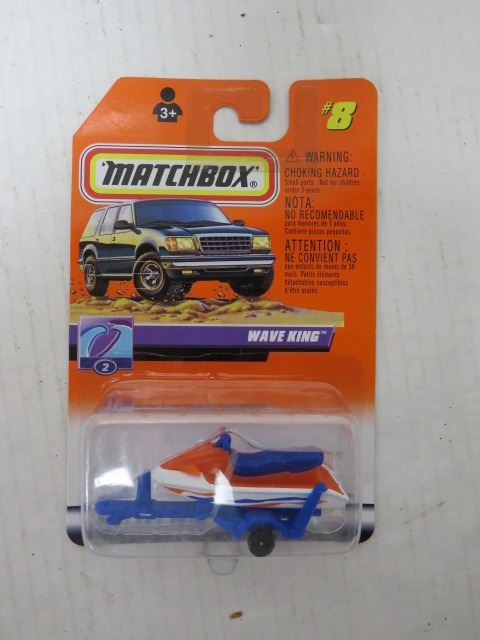 3+
#8
MATCHBOX®
⚠ WARNING:
CHOKING HAZARD.
Small parts. Not for children
under 3 years.
NOTA:
NO RECOMENDABLE
para menores de 3 años.
Contiene piezas pequeñas.
ATTENTION :
NE CONVIENT PAS
aux enfants de moins de 36
mois. Petits éléments
détachables susceptibles
d'être avalés.
WAVE KING™
2